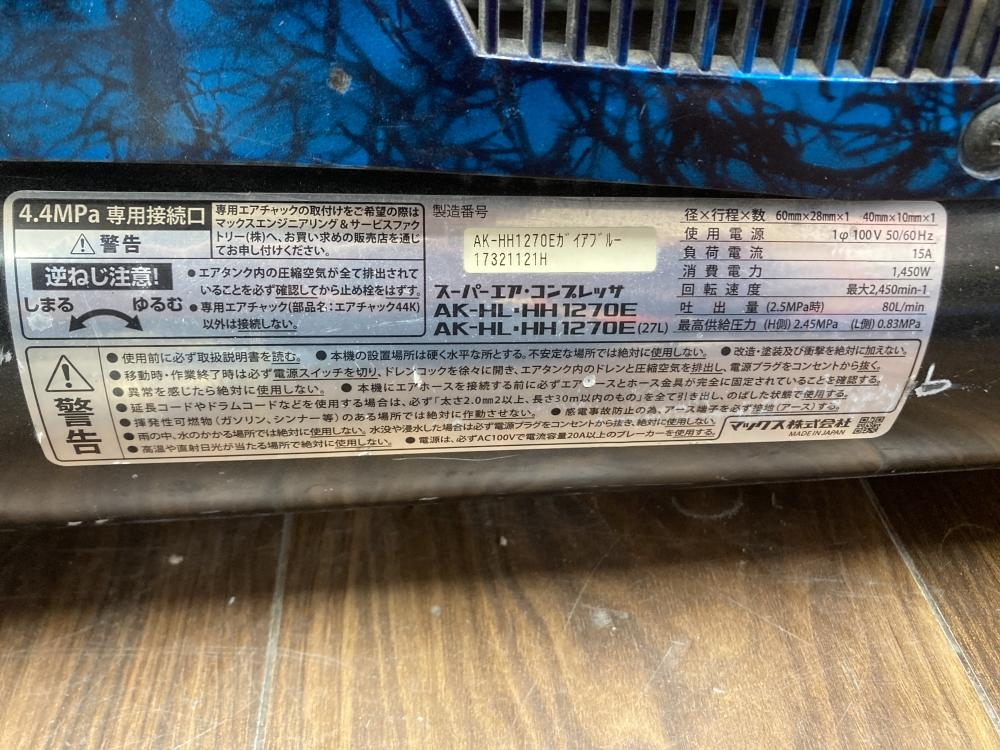 4.4MPa 専用接続口
警告
専用エアチャックの取付けをご希望の際は
マックスエンジニアリング&サービスファク
トリー(株)へ、お買い求めの販売店を通じ
てお申し付けください。
逆ねじ注意!
しまる ゆるむ
●エアタンク内の圧縮空気が全て排出されて
いることを必ず確認してから止め栓をはずす。
●専用エアチャック(部品名:エアチャック44K)
以外は接続しない。
製造番号
AK-HH1270Eガイアブルー
17321121H
スーパーエア・コンプレッサ
AK-HL・HH1270E
AK-HL・HH1270E(27L)
径×行程×数 60mm×28mm×1 40mm×10mm×1
使用電源 1φ 100V 50/60Hz
負荷電流 15A
消費電力 1,450W
回転速度 最大2,450min-1
吐出量 (2.5MPa時) 80L/min
最高供給圧力 (H側) 2.45MPa (L側) 0.83MPa
警告
●使用前に必ず取扱説明書を読む。 ●本機の設置場所は硬く水平な所とする。不安定な場所では絶対に使用しない。 ●改造・塗装及び衝撃を絶対に加えない。
●移動時・作業終了時は必ず電源スイッチを切り、ドレンコックを徐々に開き、エアタンク内のドレンと圧縮空気を排出し、電源プラグをコンセントから抜く。
●異常を感じたら絶対に使用しない。 ●本機にエアホースを接続する前に必ずエアホースとホース金具が完全に固定されていることを確認する。
●延長コードやドラムコードなどを使用する場合は、必ず「太さ2.0mm2以上、長さ30m以内のもの」を全て引き出し、のばした状態で使用する。
●揮発性可燃物(ガソリン、シンナー等)のある場所では絶対に作動させない。 ●感電事故防止の為、アース端子を必ず接地(アース)する。
●雨の中、水のかかる場所では絶対に使用しない。水没や浸水した場合は必ず電源プラグをコンセントから抜き、絶対に使用しない。
●高温や直射日光が当たる場所で絶対に使用しない。 ●電源は、必ずAC100Vで電流容量20A以上のブレーカーを使用する。
マックス株式会社
MADE IN JAPAN